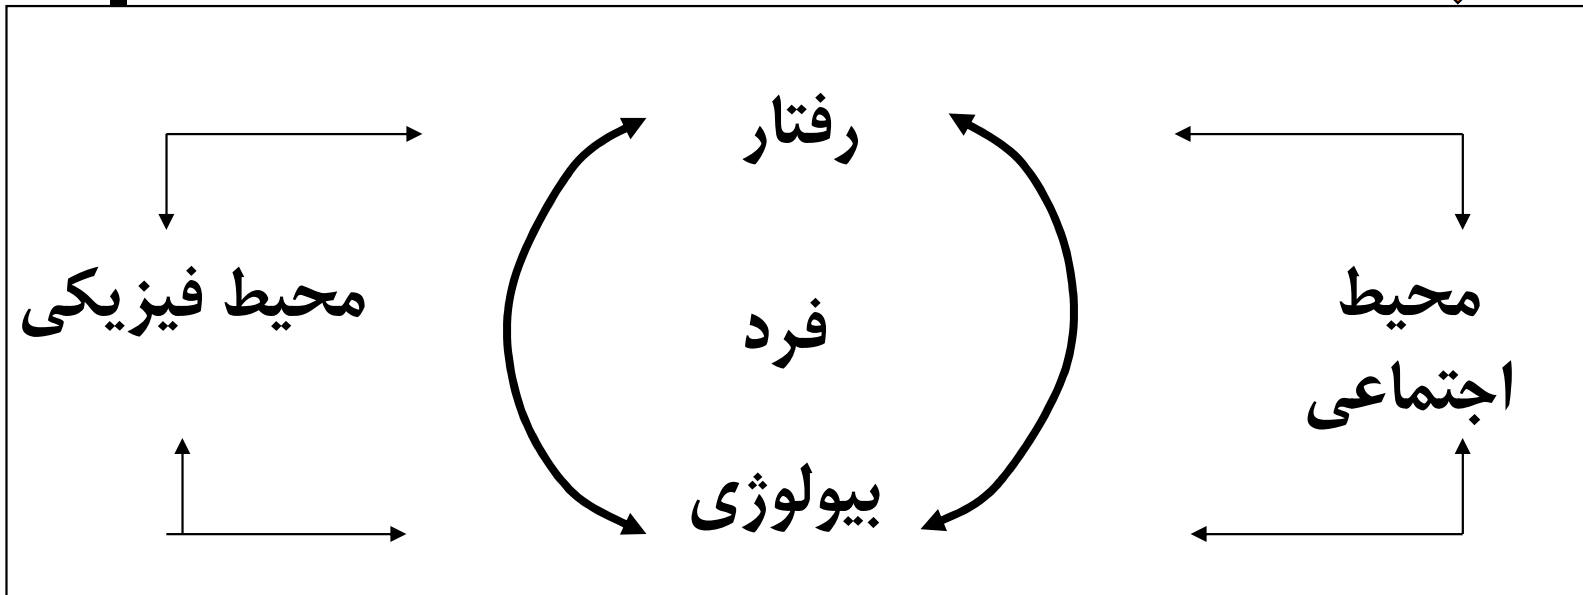 رفتار
محیط
اجتماعی
فرد
محیط فیزیکی
بیولوژی